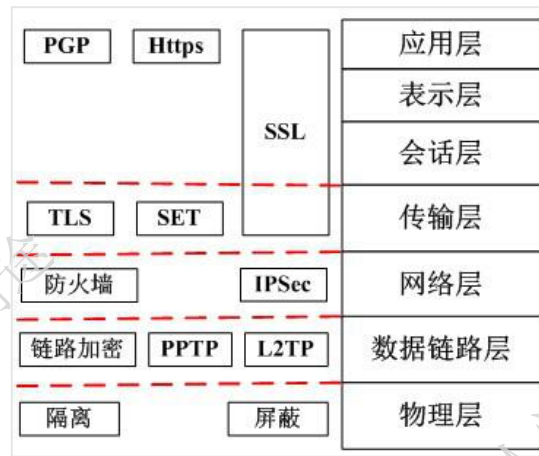 PGP Https 应用层
表示层
SSL
会话层
TLS SET 传输层
防火墙 IPSec 网络层
链路加密 PPTP L2TP 数据链路层
隔离 屏蔽 物理层